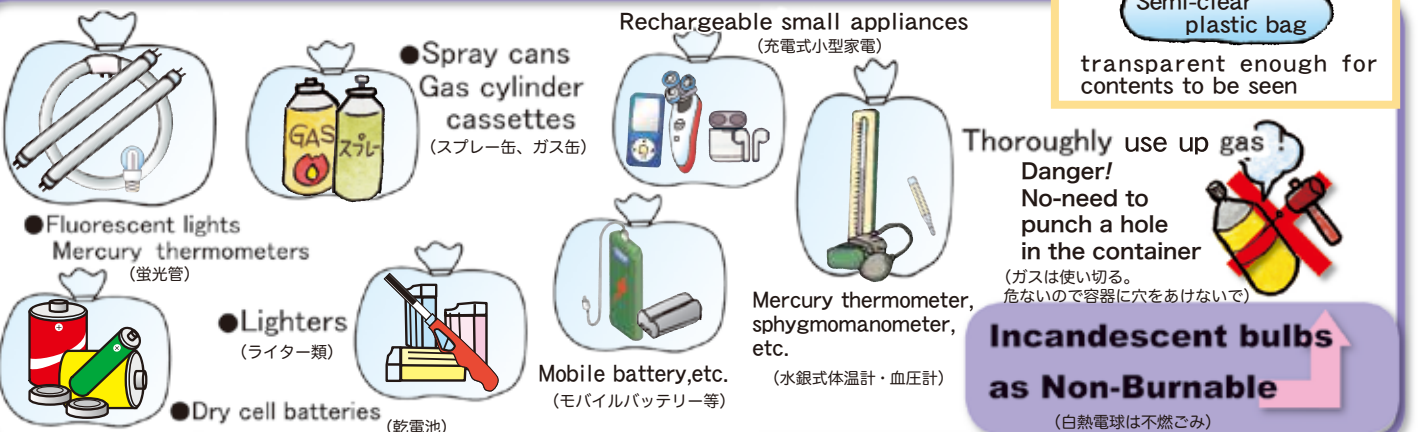 Semi-clear
plastic bag
transparent enough for
contents to be seen
Rechargeable small appliances
(充電式小型家電)
●Spray cans
Gas cylinder
cassettes
(スプレー缶、ガス缶)
GAS
スプレー
●Fluorescent lights
Mercury thermometers
(蛍光管)
Thoroughly use up gas !
Danger!
No-need to
punch a hole
in the container
(ガスは使い切る。
危ないので容器に穴をあけないで)
●Lighters
(ライター類)
Mobile battery,etc.
(モバイルバッテリー等)
Mercury thermometer,
sphygmomanometer,
etc.
(水銀式体温計・血圧計)
●Dry cell batteries
(乾電池)
Incandescent bulbs
as Non-Burnable
(白熱電球は不燃ごみ)